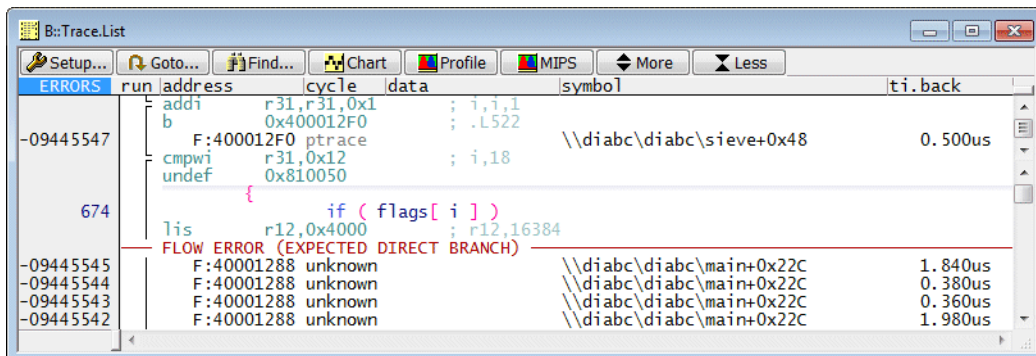 B::Trace.List
Setup... Goto... Find... Chart Profile MIPS More Less
ERRORS run address cycle data symbol ti.back
addi r31,r31,0x1 ; i,i,1
b 0x400012F0 ; .L522
-09445547 F:400012F0 ptrace \\diabc\diabc\sieve+0x48 0.500us
cmpwi r31,0x12 ; i,18
undef 0x810050
{
674 if ( flags[ i ] )
lis r12,0x4000 ; r12,16384
FLOW ERROR (EXPECTED DIRECT BRANCH)
-09445545 F:40001288 unknown \\diabc\diabc\main+0x22C 1.840us
-09445544 F:40001288 unknown \\diabc\diabc\main+0x22C 0.380us
-09445543 F:40001288 unknown \\diabc\diabc\main+0x22C 0.360us
-09445542 F:40001288 unknown \\diabc\diabc\main+0x22C 1.980us